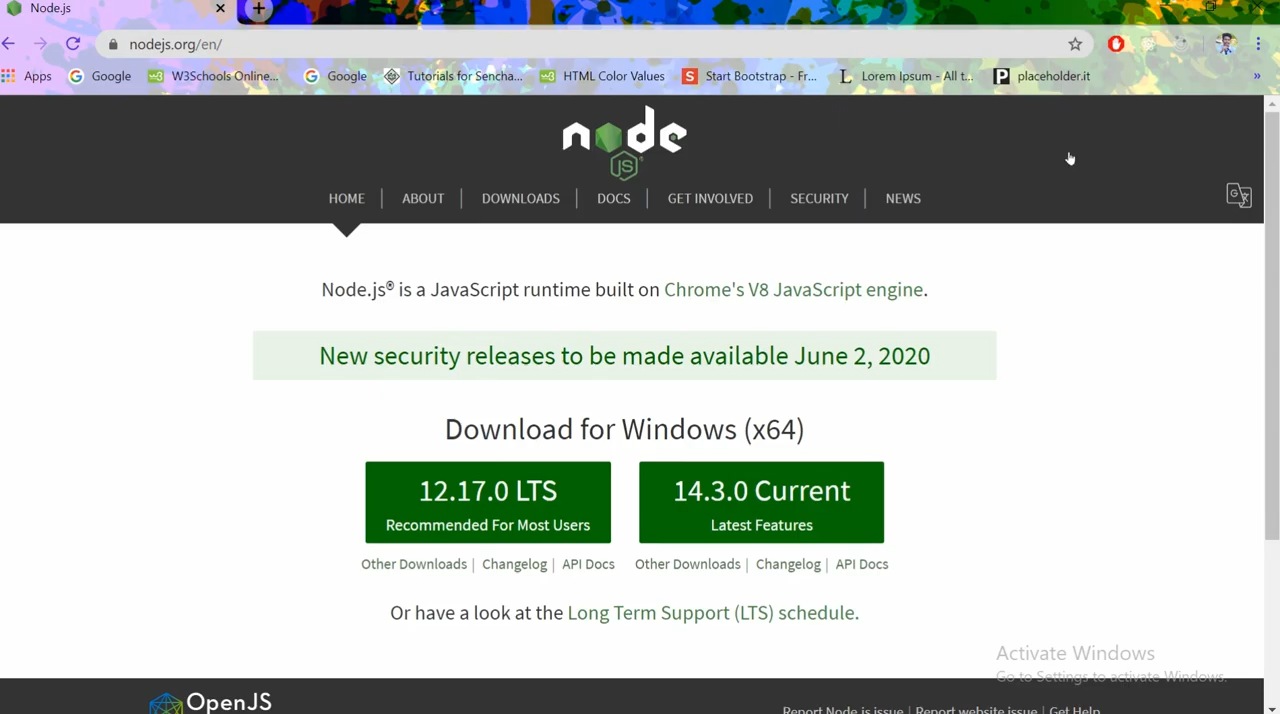 Node.js
nodejs.org/en/
Apps
Google
W3Schools Online...
Google
Tutorials for Sencha...
HTML Color Values
Start Bootstrap - Fr...
Lorem Ipsum - All t...
placeholder.it
node
JS
HOME | ABOUT | DOWNLOADS | DOCS | GET INVOLVED | SECURITY | NEWS
Node.js® is a JavaScript runtime built on Chrome's V8 JavaScript engine.
New security releases to be made available June 2, 2020
Download for Windows (x64)
12.17.0 LTS
Recommended For Most Users
14.3.0 Current
Latest Features
Other Downloads | Changelog | API Docs
Other Downloads | Changelog | API Docs
Or have a look at the Long Term Support (LTS) schedule.
Activate Windows
Go to Settings to activate Windows.
OpenJS
Report Node.js issue | Report website issue | Get Help